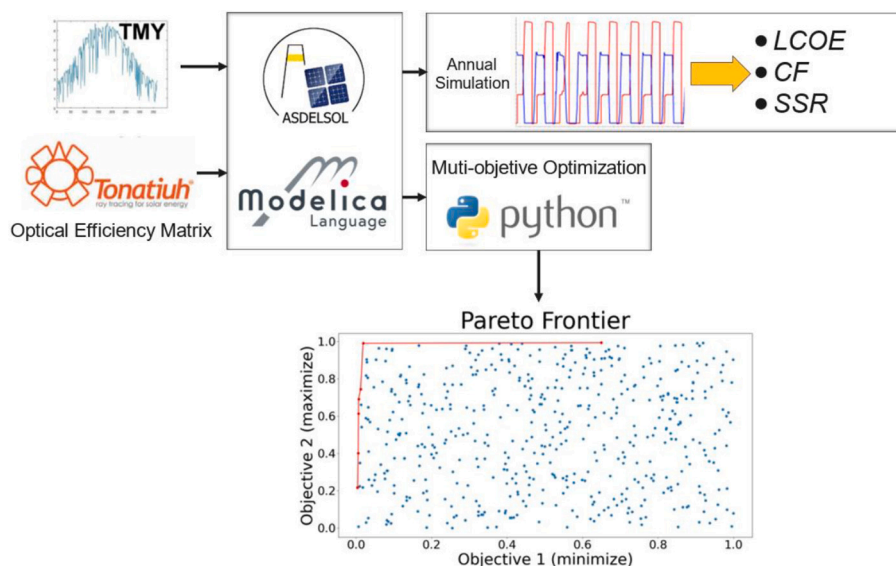 TMY
Tonatiuh®
ray tracing for solar energy
Optical Efficiency Matrix
ASDELSOL
Modelica
Language
Annual
Simulation
● LCOE
● CF
● SSR
Muti-objetive Optimization
python™
Pareto Frontier
Objective 2 (maximize)
1.0
0.8
0.6
0.4
0.2
0.0
0.0 0.2 0.4 0.6 0.8 1.0
Objective 1 (minimize)